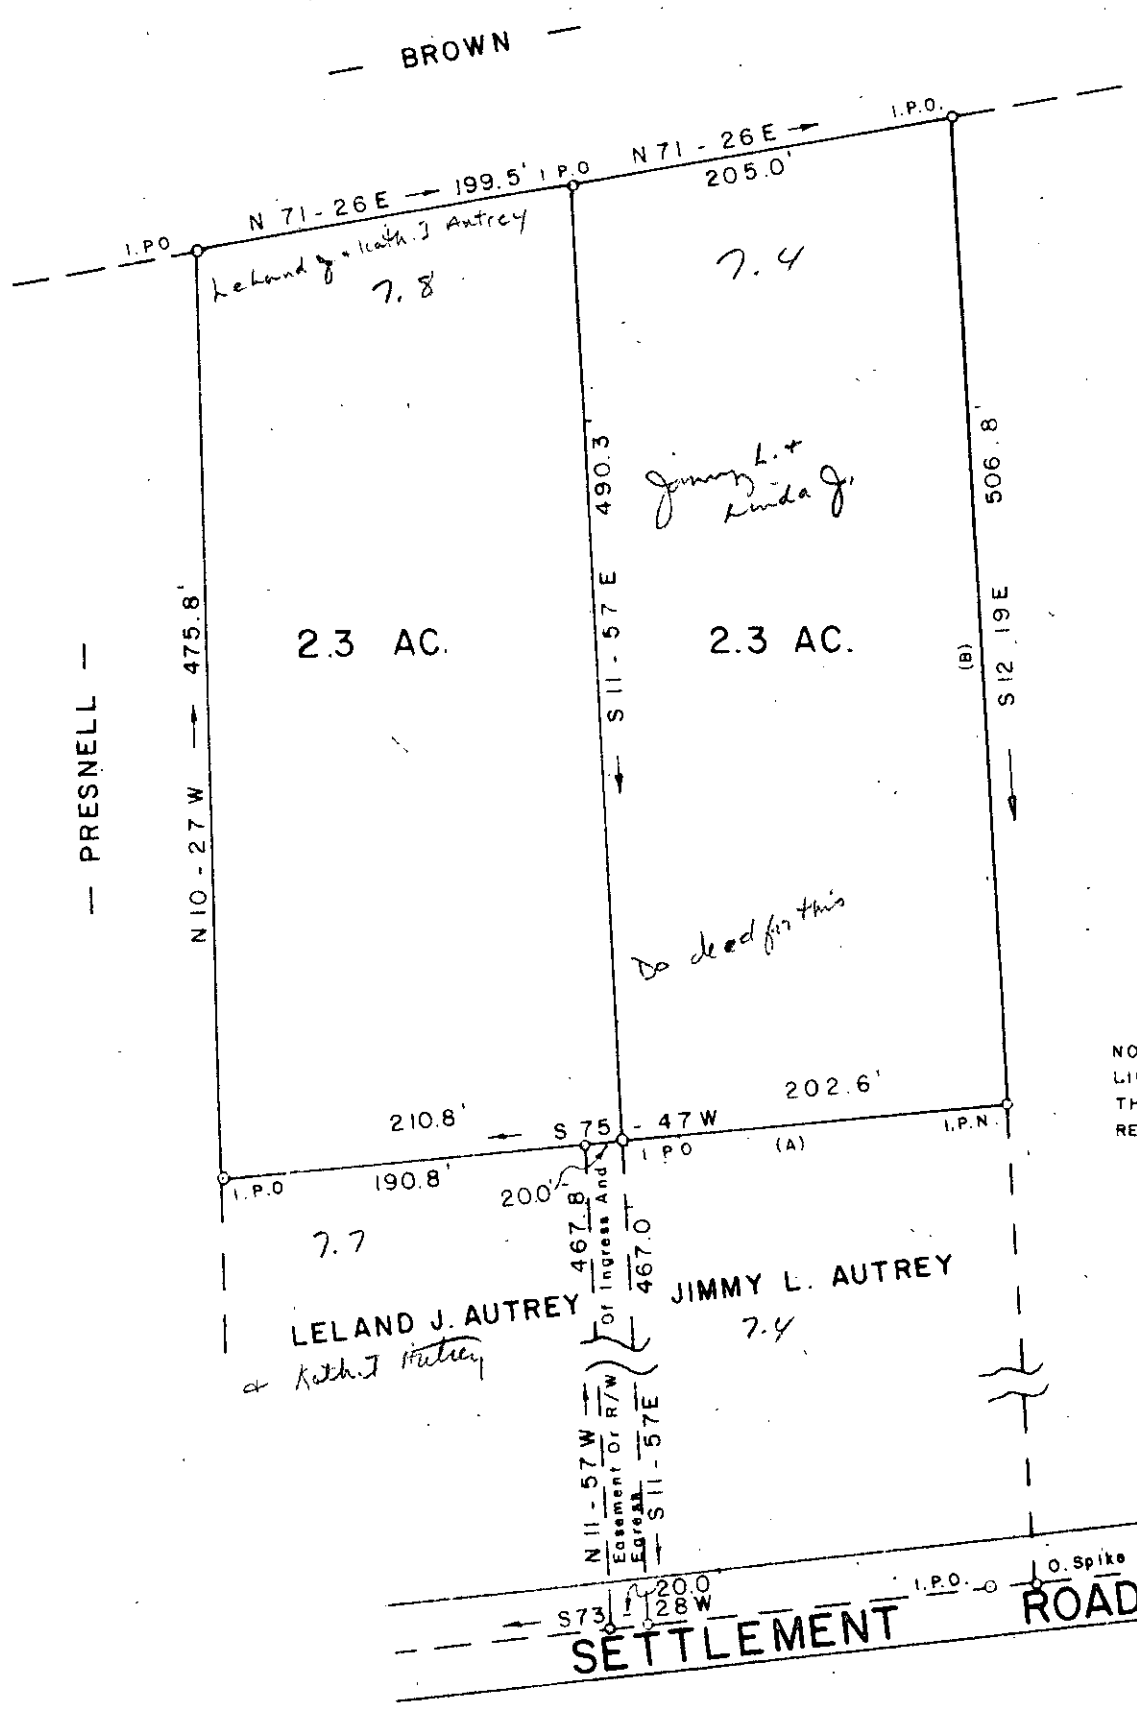 — BROWN —
I.P.O.
N 71 - 26 E →
205.0'
N 71 - 26 E → 199.5' I P.O
I.PO
Leland J + Kath. J Autrey
7.8
7.4
490.3'
S 11 - 57 E
506.8'
S 12 19 E
(B)
Jimmy L. +
Linda J.
475.8'
N 10 - 27 W
— PRESNELL —
2.3 AC.
2.3 AC.
Do deed for this
NO
LI
TH
RE
202.6'
210.8'
S 75 - 47 W
I.P.N.
I PO
(A)
I.P.O
190.8'
20.0'
7.7
467.8
467.0'
Of Ingress And
LELAND J. AUTREY
JIMMY L. AUTREY
+ Kath. J Autrey
7.4
N 11 - 57 W
Easement Or R/W
Egress
S 11 - 57 E
20.0
S 73 - 28 W
I.P.O.
O. Spike
SETTLEMENT ROAD